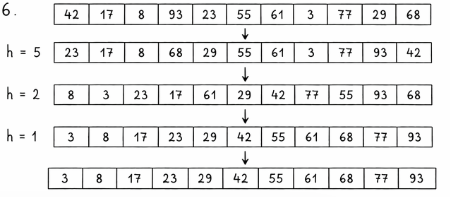 6. 42 17 8 93 23 55 61 3 77 29 68
h = 5 23 17 8 68 29 55 61 3 77 93 42
h = 2 8 3 23 17 61 29 42 77 55 93 68
h = 1 3 8 17 23 29 42 55 61 68 77 93
3 8 17 23 29 42 55 61 68 77 93